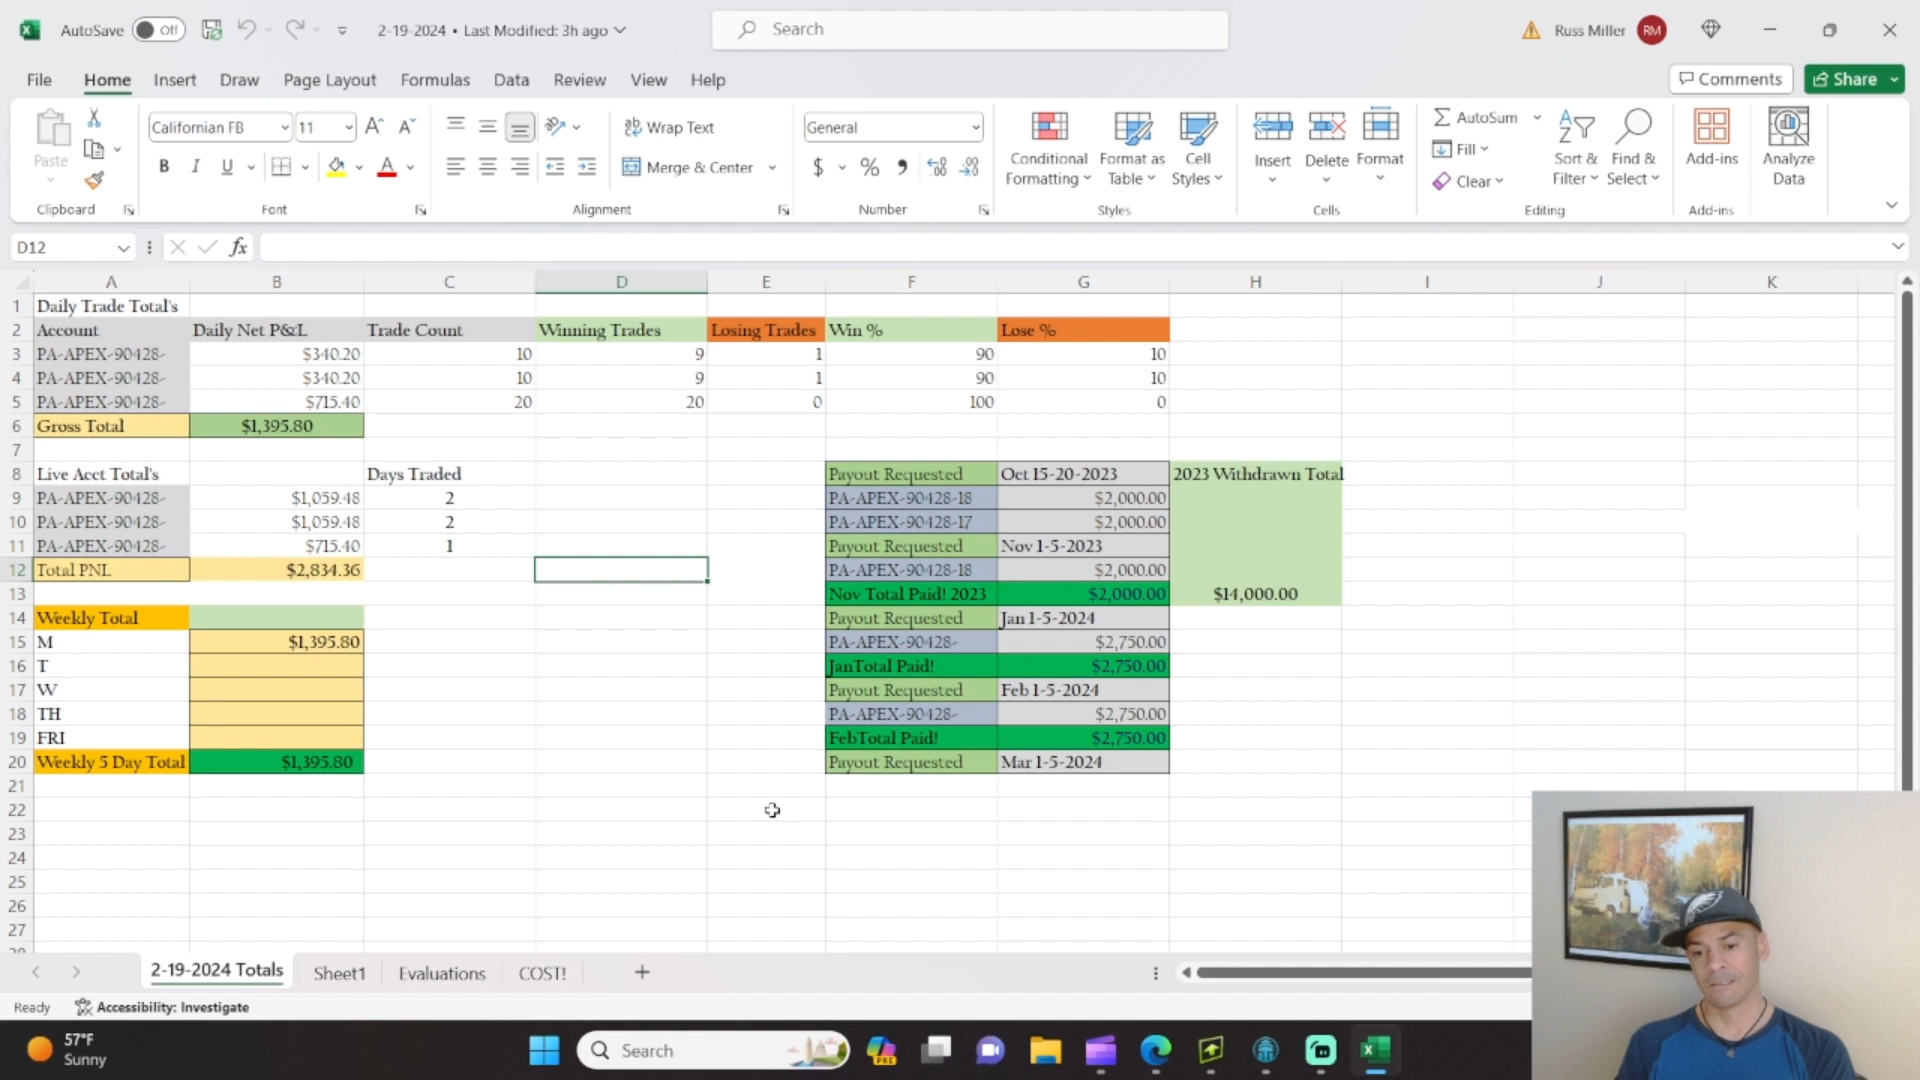 AutoSave Off 2-19-2024 • Last Modified: 3h ago Search Russ Miller RM
File Home Insert Draw Page Layout Formulas Data Review View Help Comments Share
Paste Californian FB 11 Wrap Text General Conditional Formatting Format as Table Cell Styles Insert Delete Format AutoSum Fill Clear Sort & Filter Find & Select Add-ins Analyze Data
B I U Merge & Center $ %
Clipboard Font Alignment Number Styles Cells Editing Add-ins
D12 fx
A B C D E F G H I J K
1 Daily Trade Total's
2 Account Daily Net P&L Trade Count Winning Trades Losing Trades Win % Lose %
3 PA-APEX-90428- $340.20 10 9 1 90 10
4 PA-APEX-90428- $340.20 10 9 1 90 10
5 PA-APEX-90428- $715.40 20 20 0 100 0
6 Gross Total $1,395.80
7
8 Live Acct Total's Days Traded Payout Requested Oct 15-20-2023 2023 Withdrawn Total
9 PA-APEX-90428- $1,059.48 2 PA-APEX-90428-18 $2,000.00
10 PA-APEX-90428- $1,059.48 2 PA-APEX-90428-17 $2,000.00
11 PA-APEX-90428- $715.40 1 Payout Requested Nov 1-5-2023
12 Total PNL $2,834.36 PA-APEX-90428-18 $2,000.00
13 Nov Total Paid! 2023 $2,000.00 $14,000.00
14 Weekly Total Payout Requested Jan 1-5-2024
15 M $1,395.80 PA-APEX-90428- $2,750.00
16 T JanTotal Paid! $2,750.00
17 W Payout Requested Feb 1-5-2024
18 TH PA-APEX-90428- $2,750.00
19 FRI FebTotal Paid! $2,750.00
20 Weekly 5 Day Total $1,395.80 Payout Requested Mar 1-5-2024
21
22
23
24
25
26
27
28
2-19-2024 Totals Sheet1 Evaluations COST!
Ready Accessibility: Investigate
57°F
Sunny
Search PRE